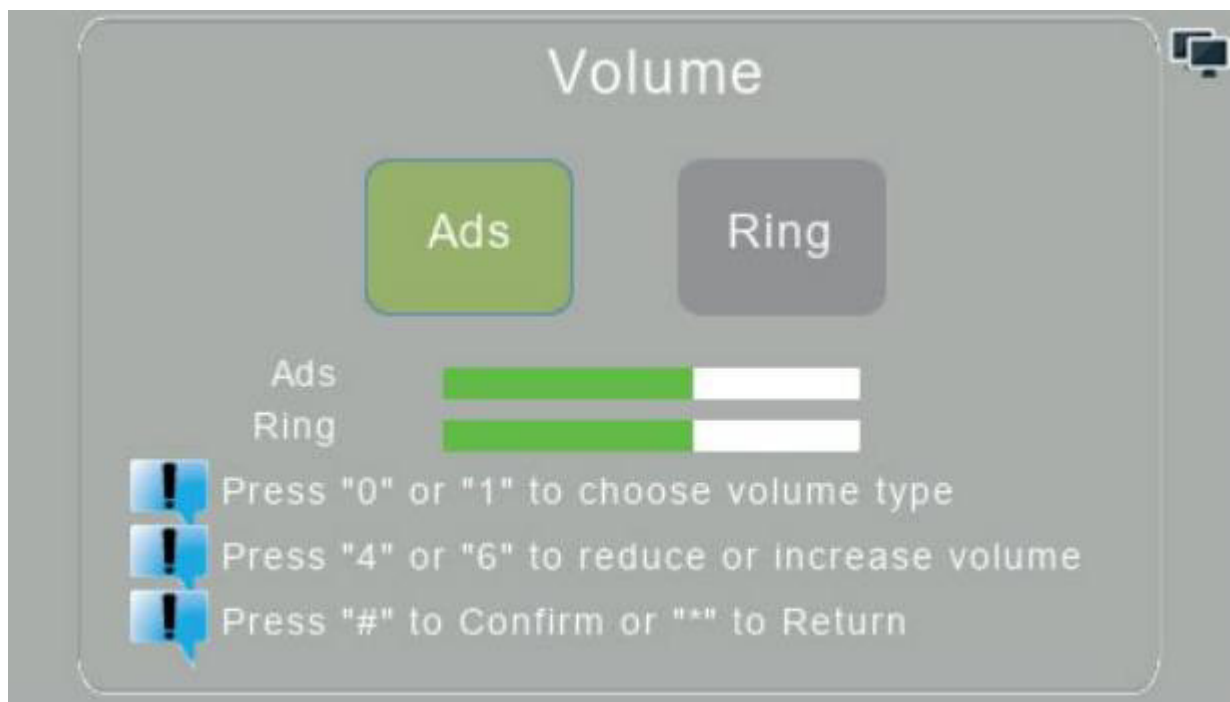 Volume
Ads Ring
Ads
Ring
Press "0" or "1" to choose volume type
Press "4" or "6" to reduce or increase volume
Press "#" to Confirm or "*" to Return